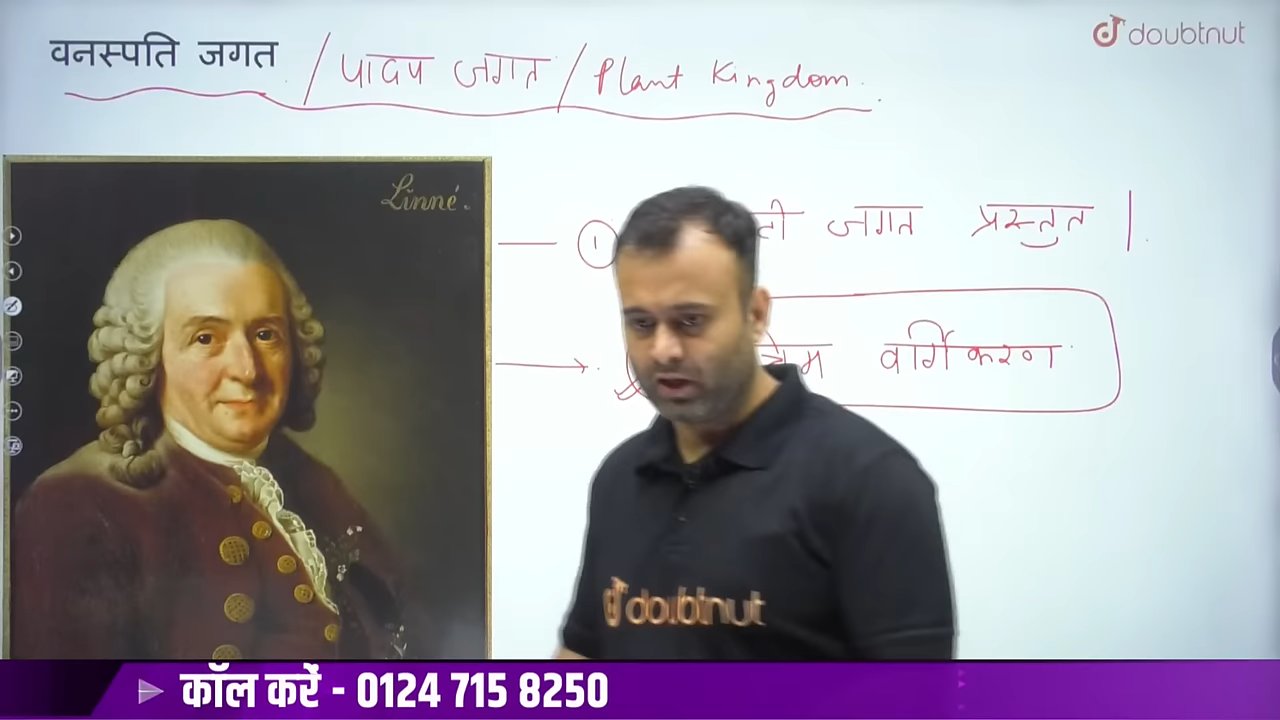 वनस्पति जगत / पादप जगत / Plant Kingdom.
doubtnut
Linné.
① जगत प्रस्तुत |
वर्गिकरण
doubtnut
कॉल करें - 0124 715 8250